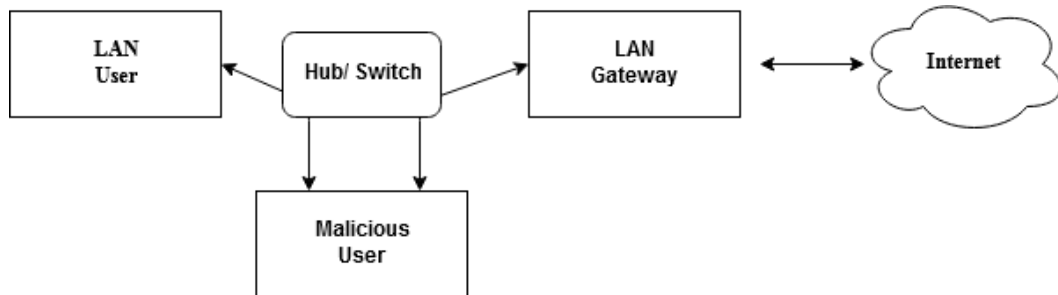 LAN
User
Hub/ Switch
LAN
Gateway
Internet
Malicious
User